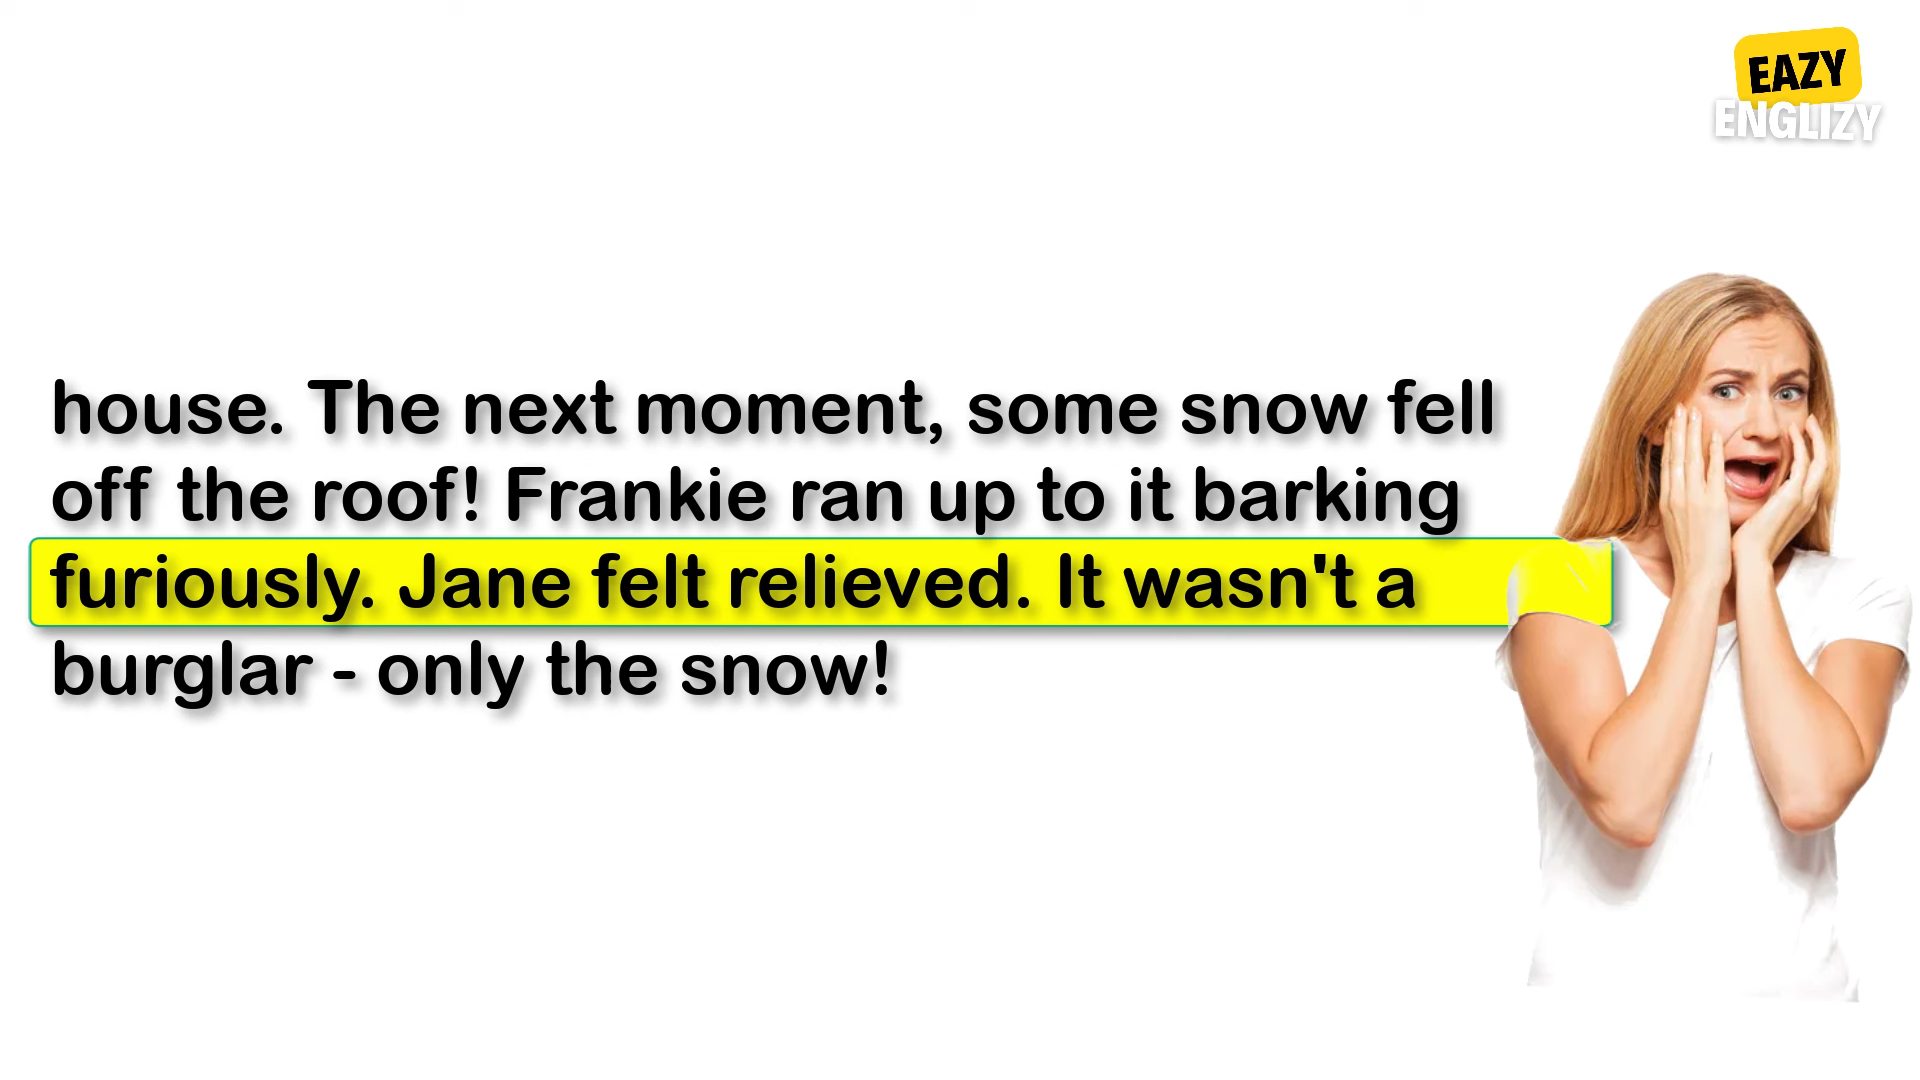 EAZY
ENGLIZY
house. The next moment, some snow fell
off the roof! Frankie ran up to it barking
furiously. Jane felt relieved. It wasn't a
burglar - only the snow!